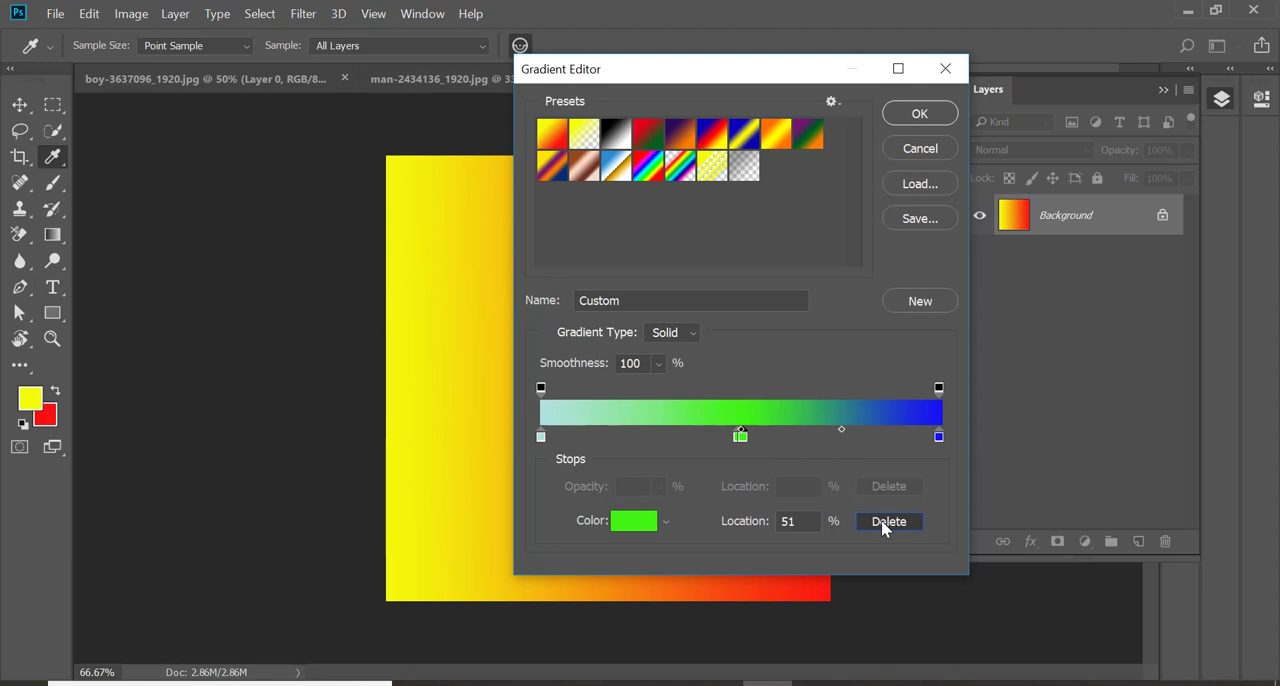 Ps File Edit Image Layer Type Select Filter 3D View Window Help
Sample Size: Point Sample Sample: All Layers
boy-3637096_1920.jpg @ 50% (Layer 0, RGB/8... × man-2434136_1920.jpg @ 33
Gradient Editor
Layers
Presets
OK
Kind
Cancel
Normal Opacity: 100%
Load...
Lock: Fill: 100%
Save...
Background
Name: Custom New
Gradient Type: Solid
Smoothness: 100 %
Stops
Opacity: % Location: % Delete
Color: Location: 51 % Delete
66.67% Doc: 2.86M/2.86M